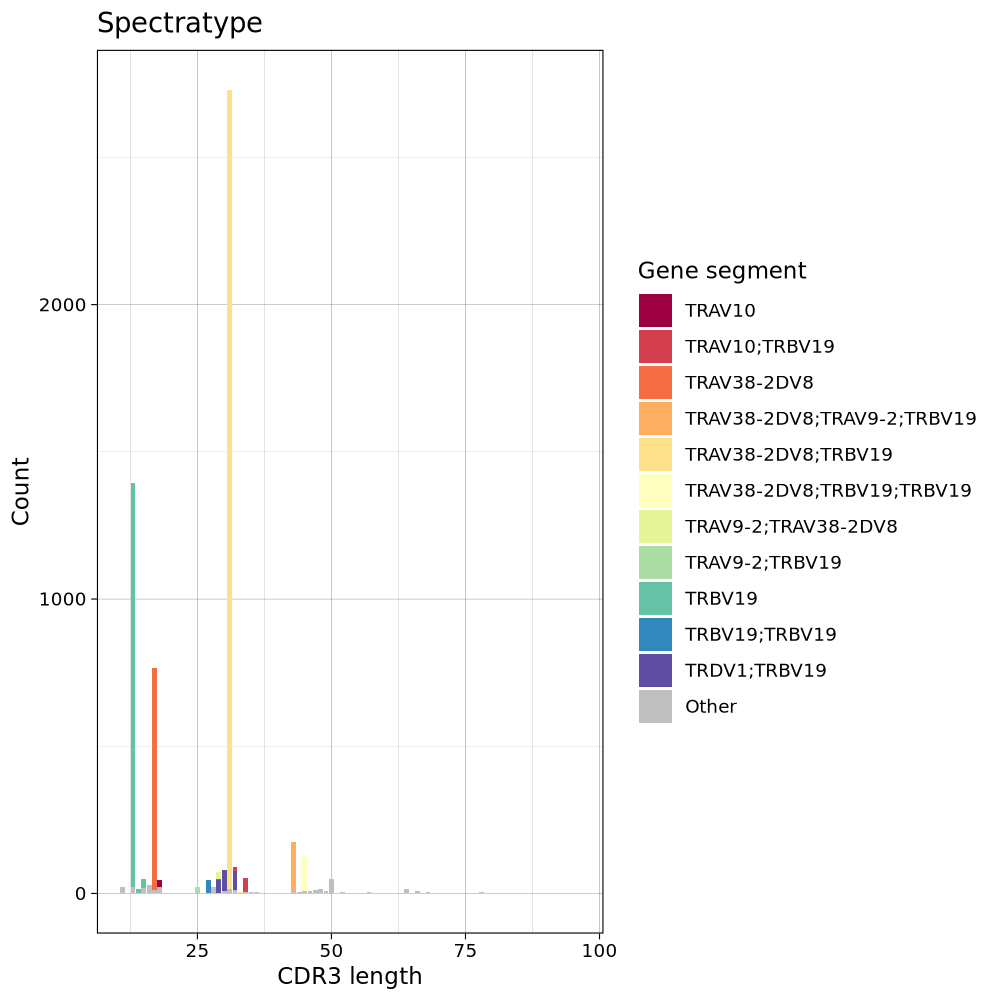 Spectratype
2000
1000
0
Count
25 50 75 100
CDR3 length
Gene segment
TRAV10
TRAV10;TRBV19
TRAV38-2DV8
TRAV38-2DV8;TRAV9-2;TRBV19
TRAV38-2DV8;TRBV19
TRAV38-2DV8;TRBV19;TRBV19
TRAV9-2;TRAV38-2DV8
TRAV9-2;TRBV19
TRBV19
TRBV19;TRBV19
TRDV1;TRBV19
Other